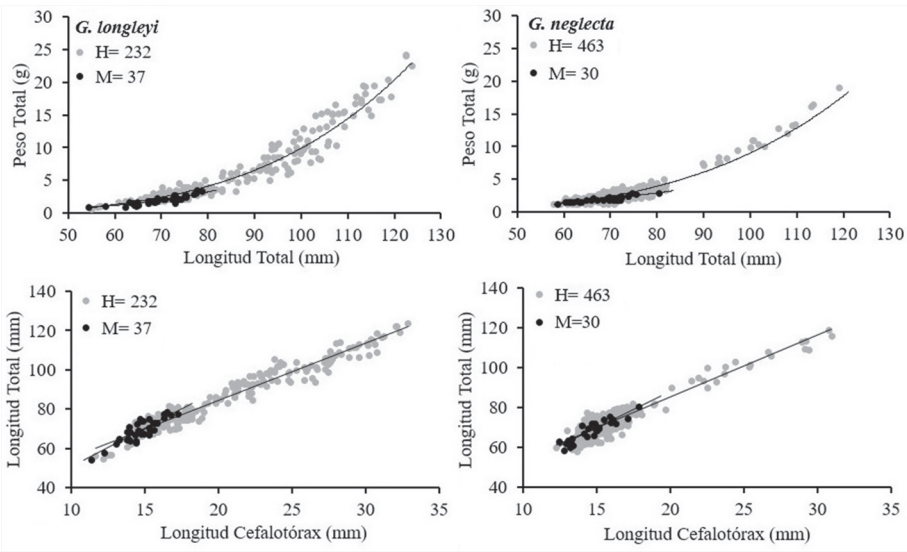 G. longleyi
H= 232
M= 37
Peso Total (g)
30
25
20
15
10
5
0
50 60 70 80 90 100 110 120 130
Longitud Total (mm)
G. neglecta
H= 463
M= 30
Peso Total (g)
30
25
20
15
10
5
0
50 60 70 80 90 100 110 120 130
Longitud Total (mm)
H= 232
M= 37
Longitud Total (mm)
140
120
100
80
60
40
10 15 20 25 30 35
Longitud Cefalotórax (mm)
H= 463
M=30
Longitud Total (mm)
140
120
100
80
60
40
10 15 20 25 30 35
Longitud Cefalotórax (mm)